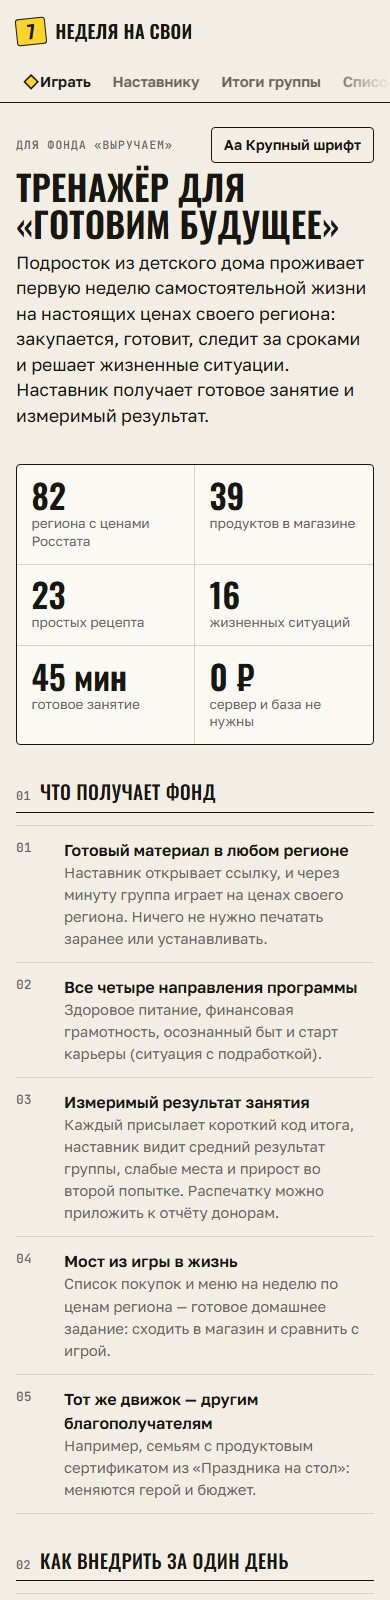 7 НЕДЕЛЯ НА СВОИ
Играть Наставнику Итоги группы Списо
ДЛЯ ФОНДА «ВЫРУЧАЕМ»
Аа Крупный шрифт
ТРЕНАЖЁР ДЛЯ
«ГОТОВИМ БУДУЩЕЕ»
Подросток из детского дома проживает
первую неделю самостоятельной жизни
на настоящих ценах своего региона:
закупается, готовит, следит за сроками
и решает жизненные ситуации.
Наставник получает готовое занятие и
измеримый результат.
82
региона с ценами
Росстата
39
продуктов в магазине
23
простых рецепта
16
жизненных ситуаций
45 мин
готовое занятие
0 ₽
сервер и база не
нужны
01 ЧТО ПОЛУЧАЕТ ФОНД
01 Готовый материал в любом регионе
Наставник открывает ссылку, и через
минуту группа играет на ценах своего
региона. Ничего не нужно печатать
заранее или устанавливать.
02 Все четыре направления программы
Здоровое питание, финансовая
грамотность, осознанный быт и старт
карьеры (ситуация с подработкой).
03 Измеримый результат занятия
Каждый присылает короткий код итога,
наставник видит средний результат
группы, слабые места и прирост во
второй попытке. Распечатку можно
приложить к отчёту донорам.
04 Мост из игры в жизнь
Список покупок и меню на неделю по
ценам региона — готовое домашнее
задание: сходить в магазин и сравнить с
игрой.
05 Тот же движок — другим
благополучателям
Например, семьям с продуктовым
сертификатом из «Праздника на стол»:
меняются герой и бюджет.
02 КАК ВНЕДРИТЬ ЗА ОДИН ДЕНЬ